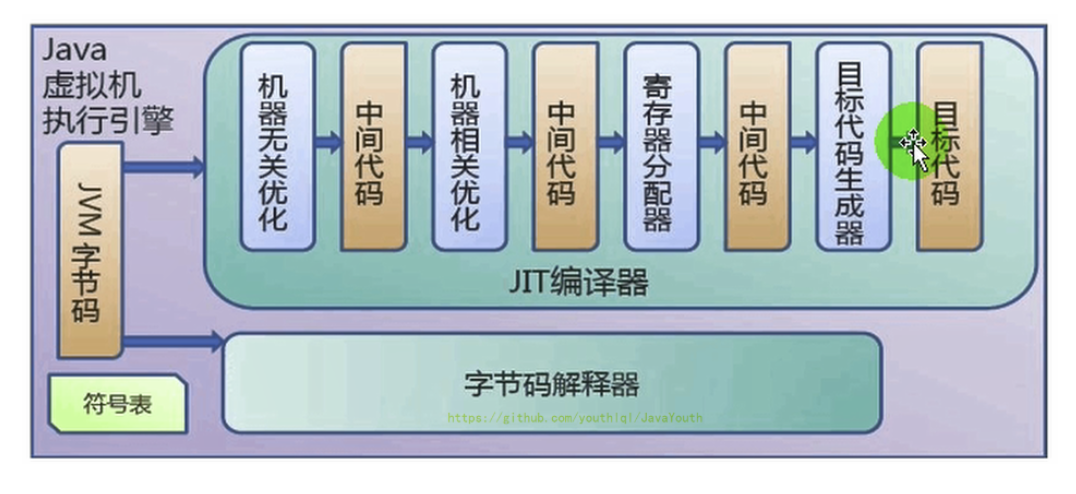 Java
虚拟机
执行引擎
JVM字节码
机器无关优化
中间代码
机器相关优化
中间代码
寄存器分配器
中间代码
目标代码生成器
目标代码
JIT编译器
字节码解释器
符号表
https://github.com/youthlql/JavaYouth